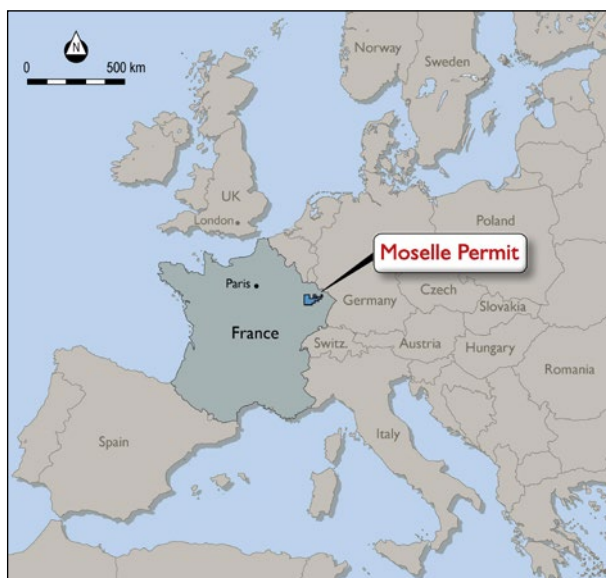 Norway
Sweden
N
0 500 km
UK
London
Poland
Moselle Permit
Paris
Germany
Czech
Slovakia
France
Switz.
Austria
Hungary
Romania
Italy
Spain